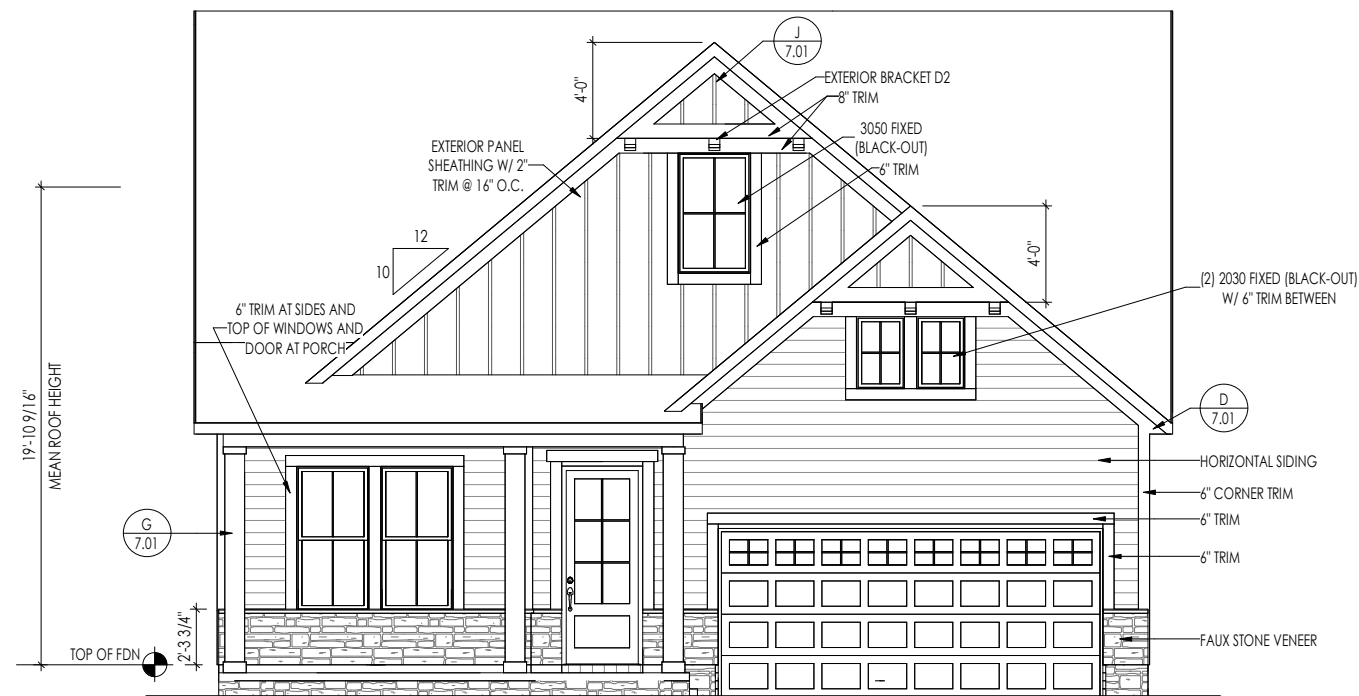 J
7.01
4'-0"
EXTERIOR BRACKET D2
8" TRIM
3050 FIXED
(BLACK-OUT)
6" TRIM
EXTERIOR PANEL
SHEATHING W/ 2"
TRIM @ 16" O.C.
12
10
4'-0"
(2) 2030 FIXED (BLACK-OUT)
W/ 6" TRIM BETWEEN
6" TRIM AT SIDES AND
TOP OF WINDOWS AND
DOOR AT PORCH
19'-10 9/16"
MEAN ROOF HEIGHT
D
7.01
HORIZONTAL SIDING
6" CORNER TRIM
6" TRIM
6" TRIM
G
7.01
2'-3 3/4"
FAUX STONE VENEER
TOP OF FDN